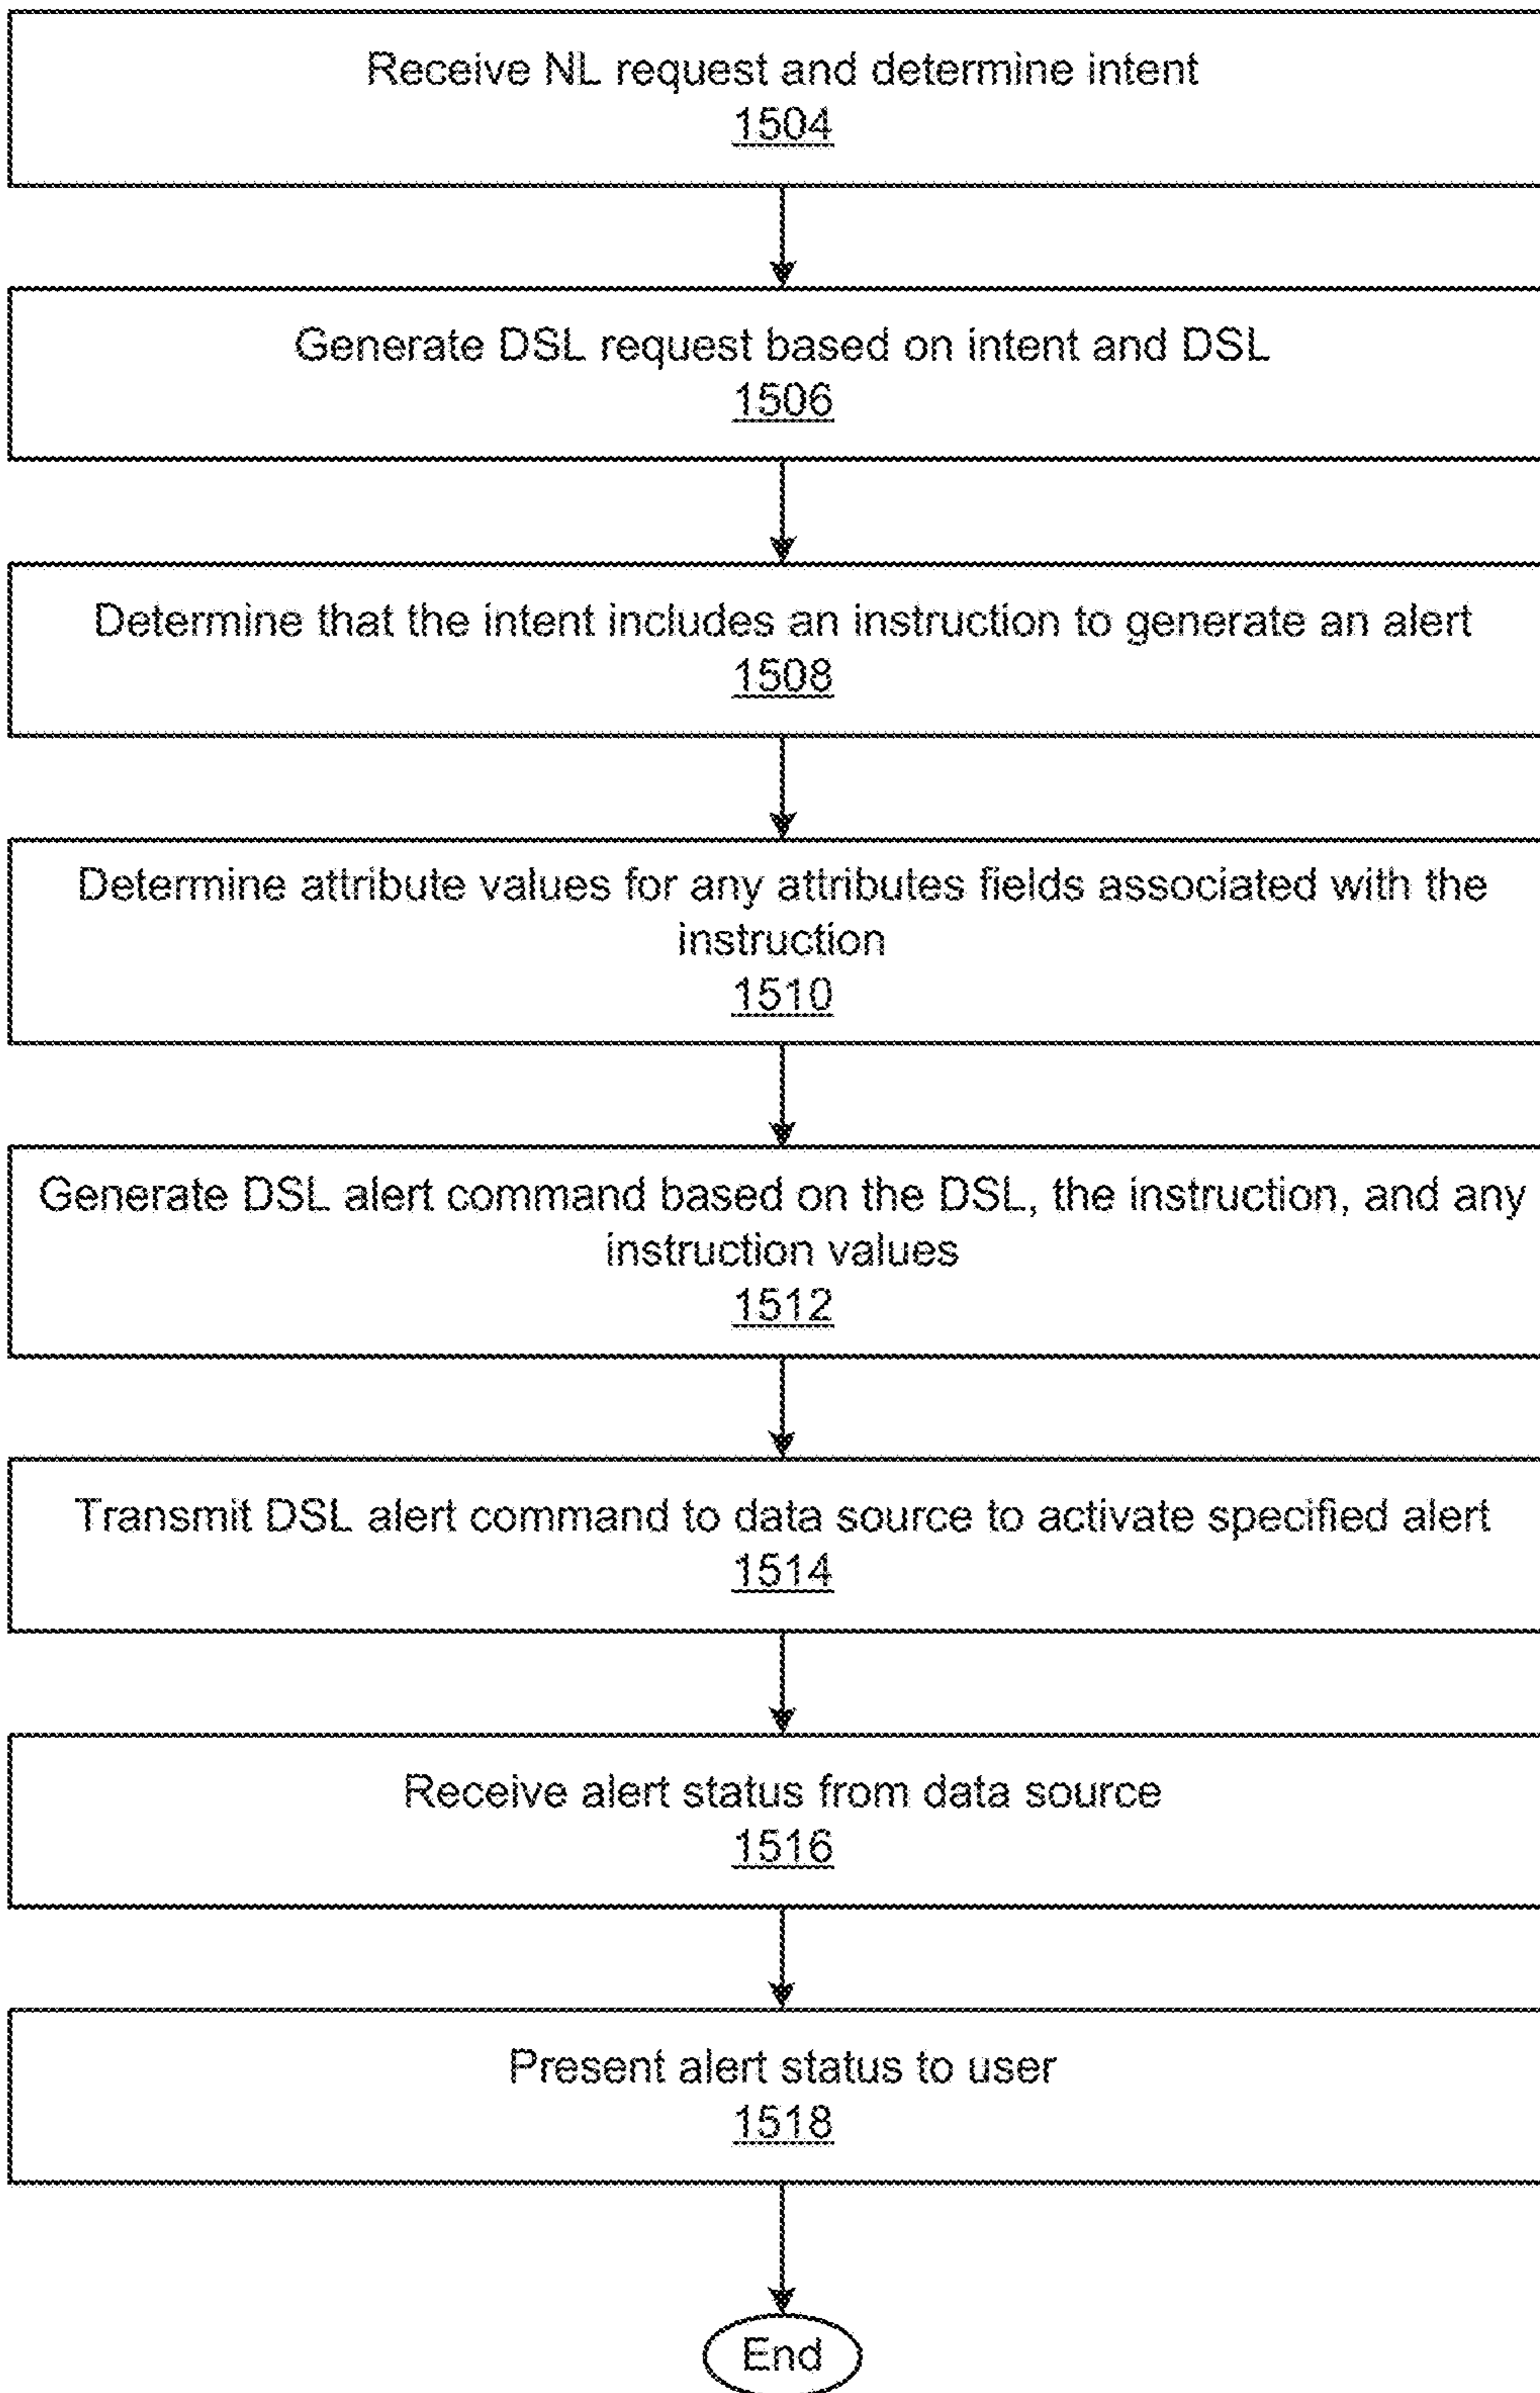 Receive NL request and determine intent
1504
Generate DSL request based on intent and DSL
1506
Determine that the intent includes an instruction to generate an alert
1508
Determine attribute values for any attributes fields associated with the
instruction
1510
Generate DSL alert command based on the DSL, the instruction, and any
instruction values
1512
Transmit DSL alert command to data source to activate specified alert
1514
Receive alert status from data source
1516
Present alert status to user
1518
End